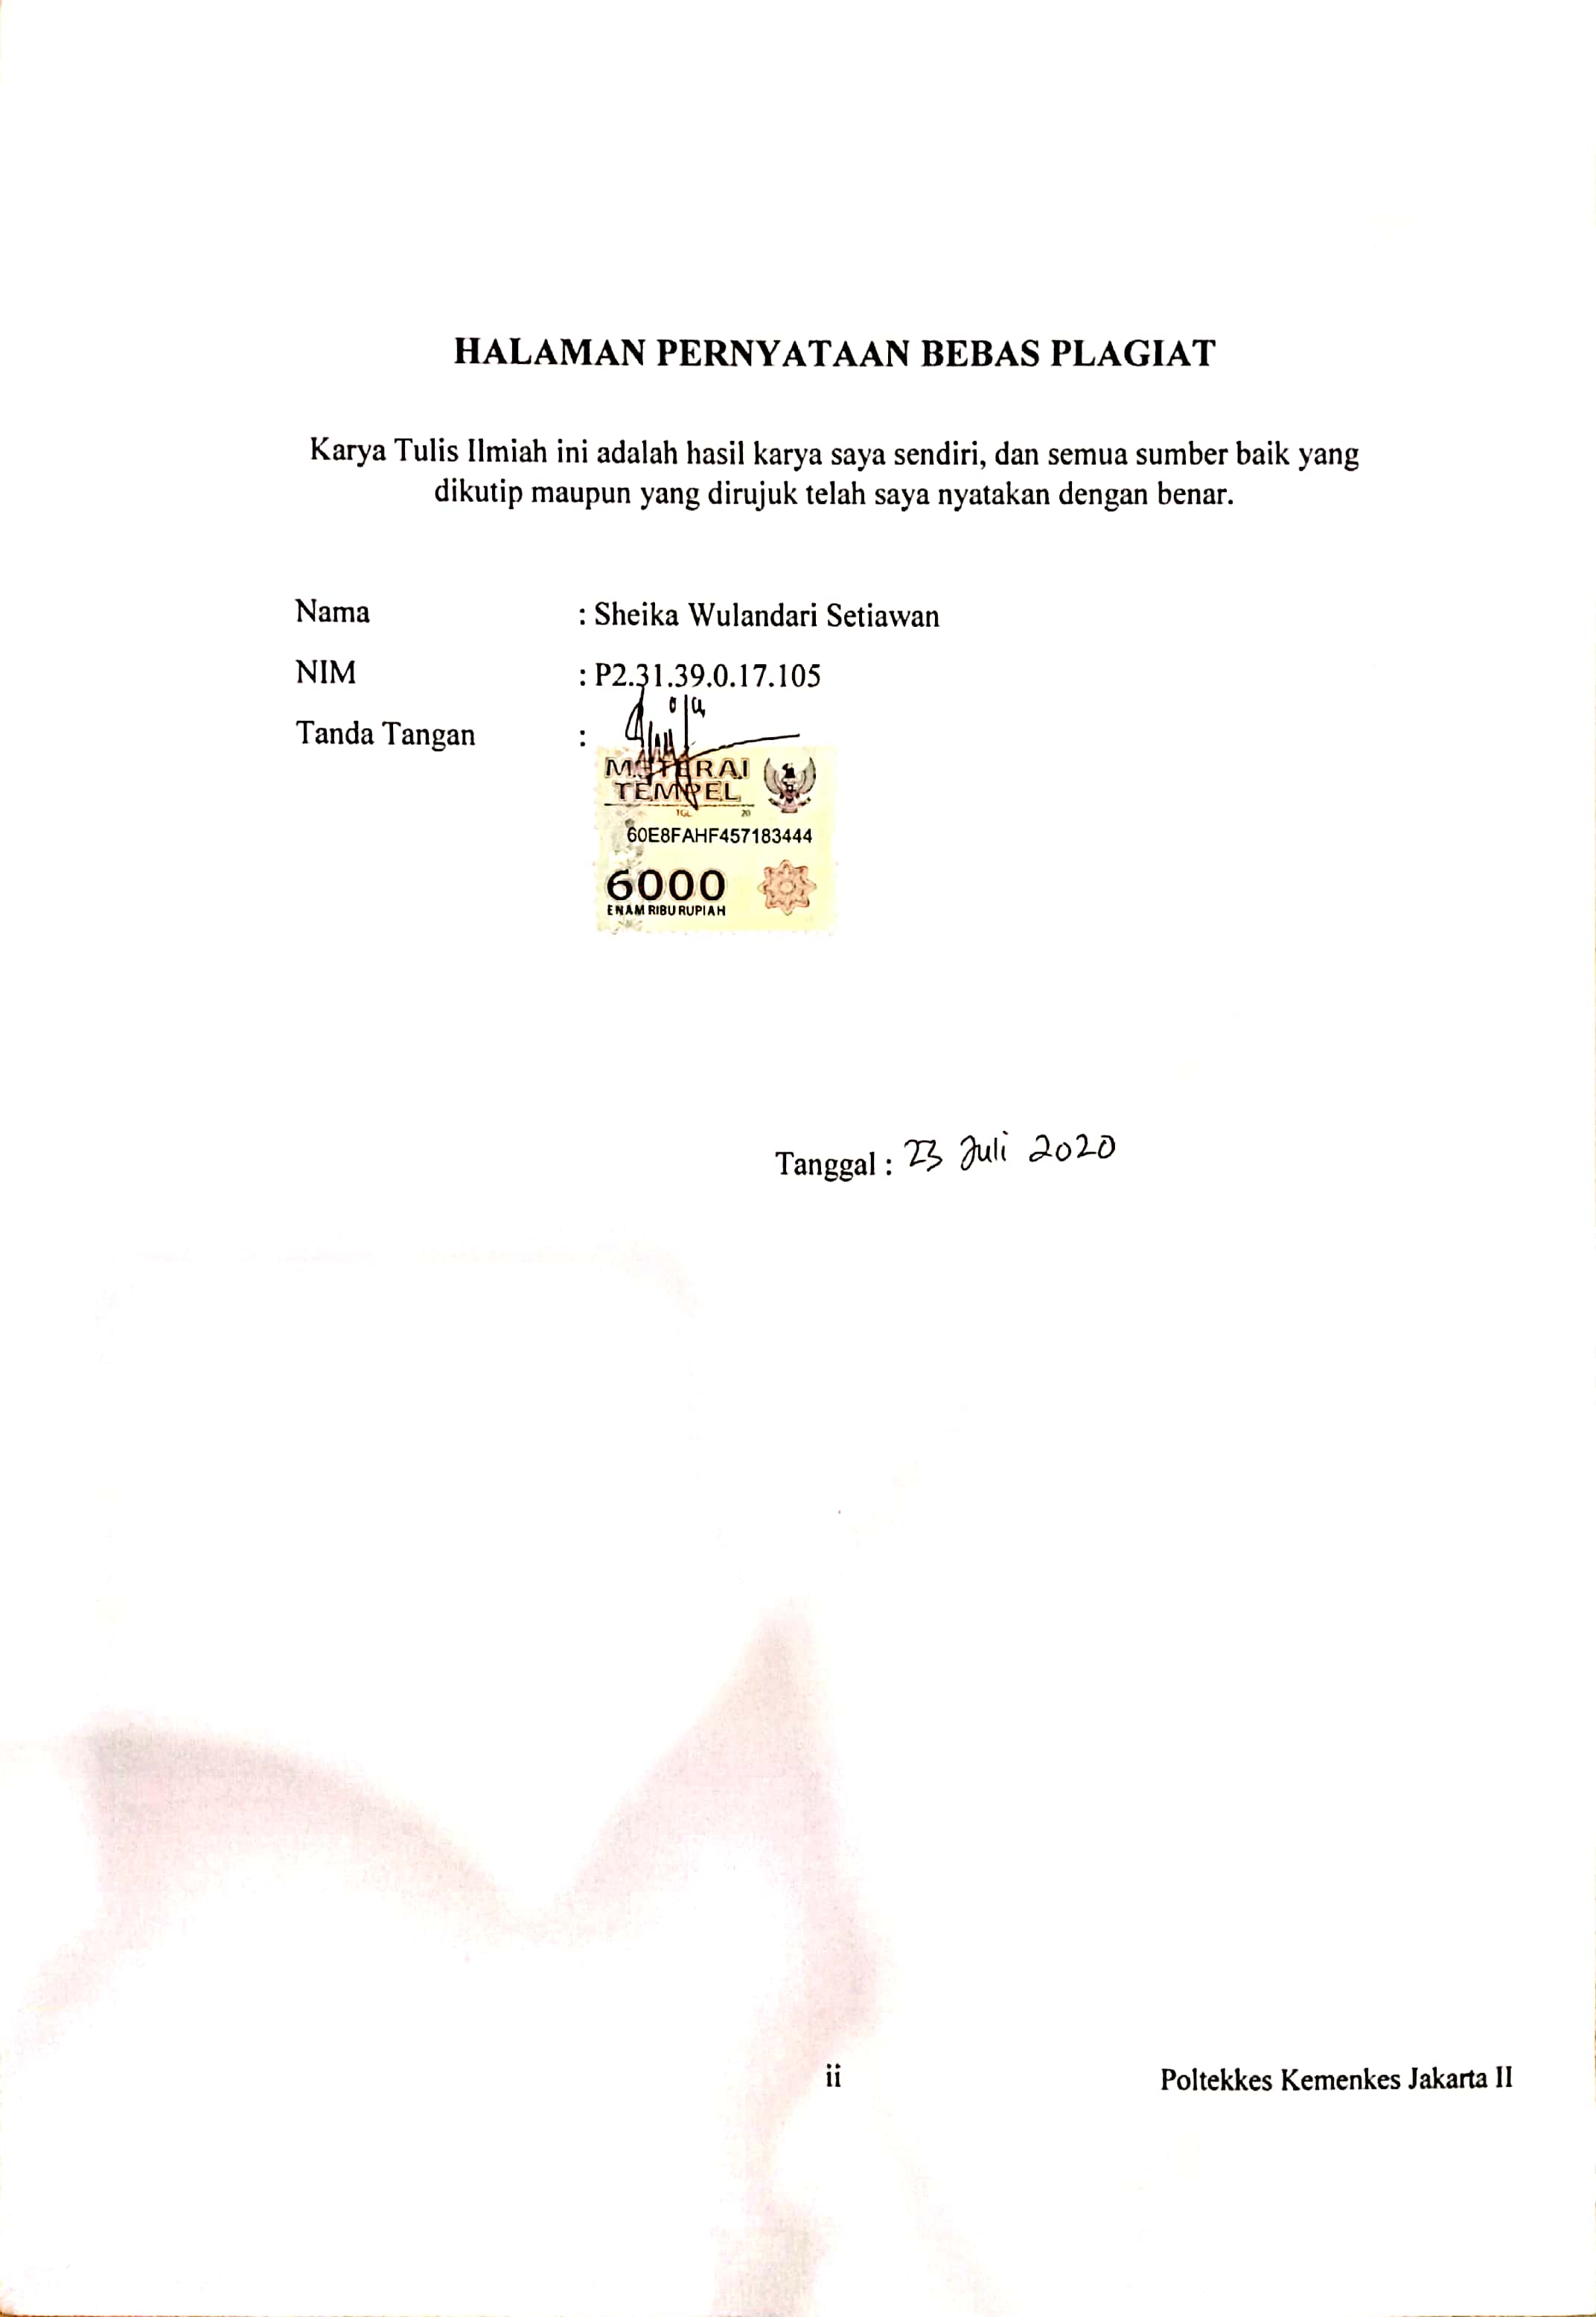 HALAMAN PERNYATAAN BEBAS PLAGIAT
Karya Tulis Ilmiah ini adalah hasil karya saya sendiri, dan semua sumber baik yang
dikutip maupun yang dirujuk telah saya nyatakan dengan benar.
Nama : Sheika Wulandari Setiawan
NIM : P2.31.39.0.17.105
Tanda Tangan :
METERAI
TEMPEL
TGL 20
60E8FAHF457183444
6000
ENAM RIBU RUPIAH
Tanggal : 23 Juli 2020
ii Poltekkes Kemenkes Jakarta II